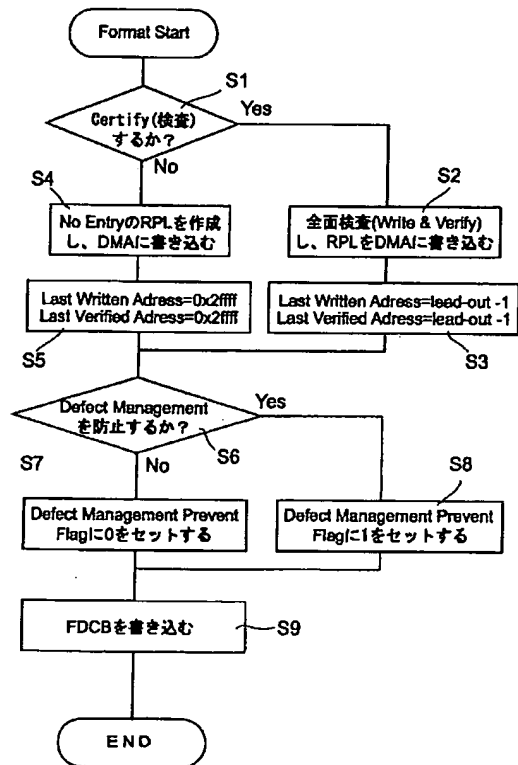 Format Start
S1
Certify(検査)
するか?
Yes
No
S4
S2
No EntryのRPLを作成
し、DMAに書き込む
全面検査(Write & Verify)
し、RPLをDMAに書き込む
Last Written Adress=0x2ffff
Last Verified Adress=0x2ffff
Last Written Adress=lead-out -1
Last Verified Adress=lead-out -1
S5
S3
Defect Management
を防止するか?
Yes
S6
S7
No
S8
Defect Management Prevent
Flagに0をセットする
Defect Management Prevent
Flagに1をセットする
FDCBを書き込む
S9
END